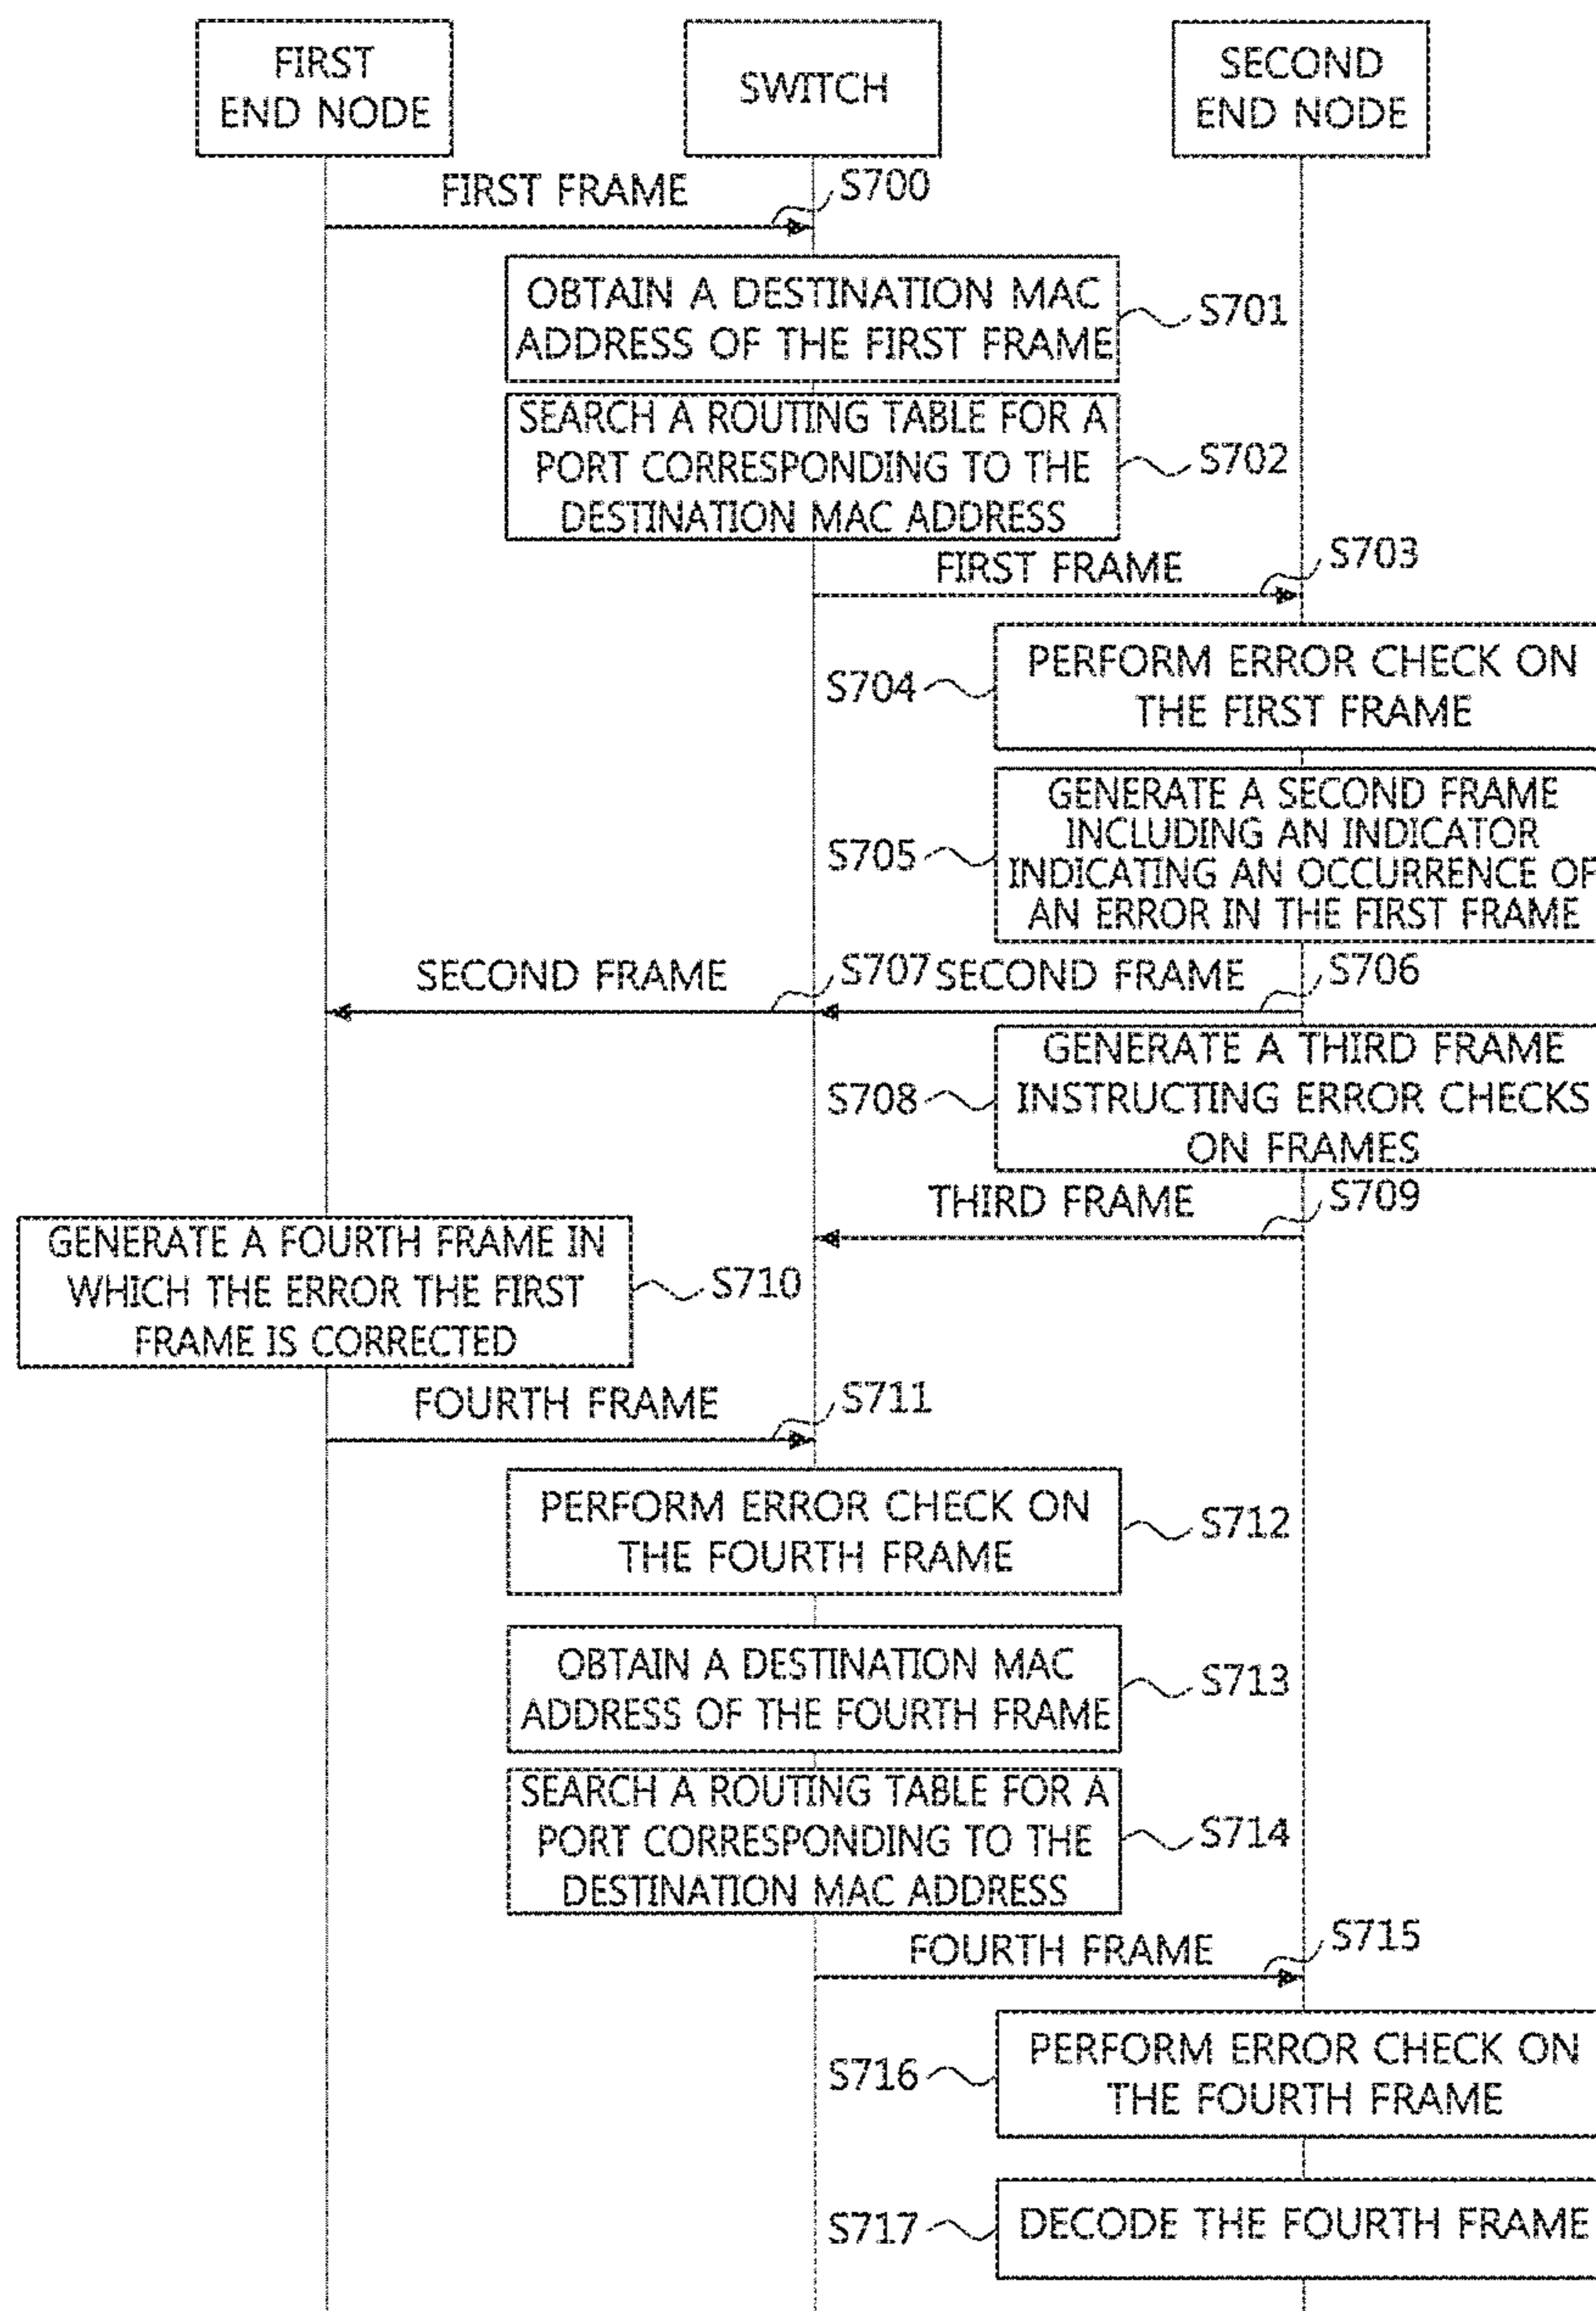 FIRST
END NODE
SWITCH
SECOND
END NODE
FIRST FRAME
S700
OBTAIN A DESTINATION MAC
ADDRESS OF THE FIRST FRAME
S701
SEARCH A ROUTING TABLE FOR A
PORT CORRESPONDING TO THE
DESTINATION MAC ADDRESS
S702
FIRST FRAME
S703
S704
PERFORM ERROR CHECK ON
THE FIRST FRAME
S705
GENERATE A SECOND FRAME
INCLUDING AN INDICATOR
INDICATING AN OCCURRENCE OF
AN ERROR IN THE FIRST FRAME
SECOND FRAME
S707
SECOND FRAME
S706
S708
GENERATE A THIRD FRAME
INSTRUCTING ERROR CHECKS
ON FRAMES
THIRD FRAME
S709
GENERATE A FOURTH FRAME IN
WHICH THE ERROR THE FIRST
FRAME IS CORRECTED
S710
FOURTH FRAME
S711
PERFORM ERROR CHECK ON
THE FOURTH FRAME
S712
OBTAIN A DESTINATION MAC
ADDRESS OF THE FOURTH FRAME
S713
SEARCH A ROUTING TABLE FOR A
PORT CORRESPONDING TO THE
DESTINATION MAC ADDRESS
S714
FOURTH FRAME
S715
S716
PERFORM ERROR CHECK ON
THE FOURTH FRAME
S717
DECODE THE FOURTH FRAME